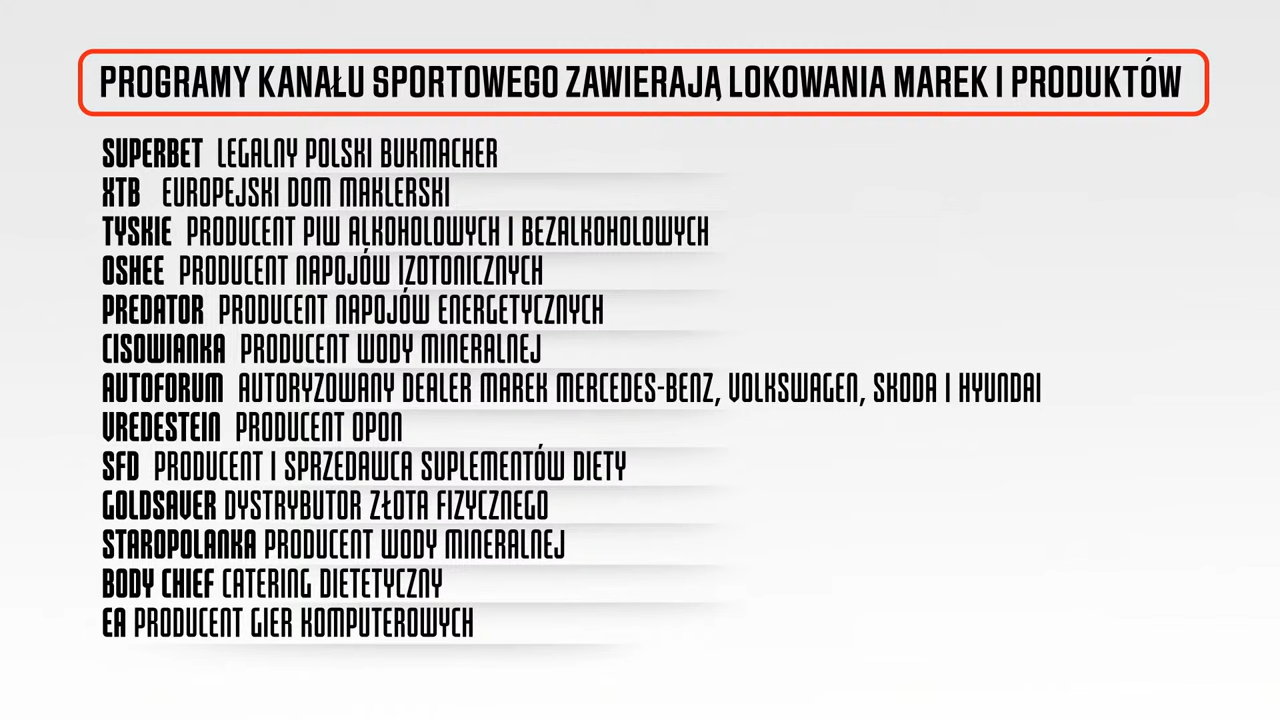 PROGRAMY KANAŁU SPORTOWEGO ZAWIERAJĄ LOKOWANIA MAREK I PRODUKTÓW
SUPERBET LEGALNY POLSKI BUKMACHER
XTB EUROPEJSKI DOM MAKLERSKI
TYSKIE PRODUCENT PIW ALKOHOLOWYCH I BEZALKOHOLOWYCH
OSHEE PRODUCENT NAPOJÓW IZOTONICZNYCH
PREDATOR PRODUCENT NAPOJÓW ENERGETYCZNYCH
CISOWIANKA PRODUCENT WODY MINERALNEJ
AUTOFORUM AUTORYZOWANY DEALER MAREK MERCEDES-BENZ, VOLKSWAGEN, SKODA I HYUNDAI
VREDESTEIN PRODUCENT OPON
SFD PRODUCENT I SPRZEDAWCA SUPLEMENTÓW DIETY
GOLDSAVER DYSTRYBUTOR ZŁOTA FIZYCZNEGO
STAROPOLANKA PRODUCENT WODY MINERALNEJ
BODY CHIEF CATERING DIETETYCZNY
EA PRODUCENT GIER KOMPUTEROWYCH